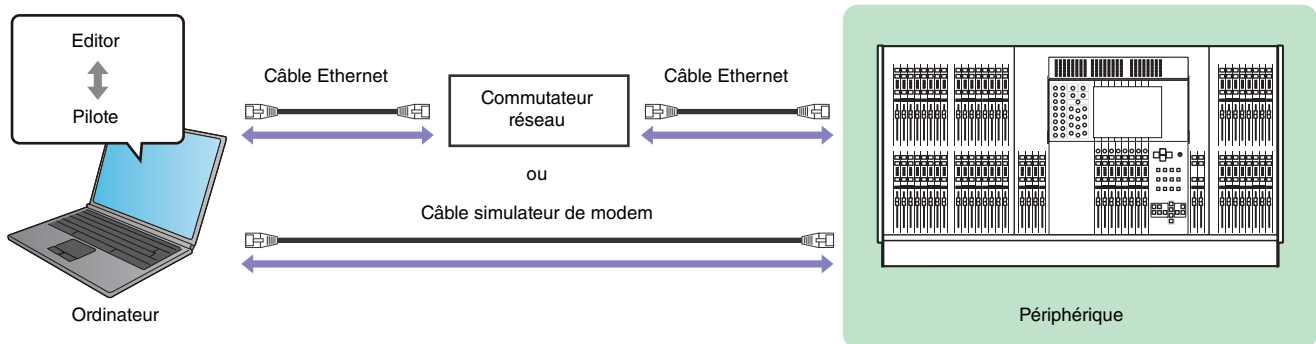 Editor
Pilote
Câble Ethernet
Commutateur
réseau
Câble Ethernet
ou
Câble simulateur de modem
Ordinateur
Périphérique